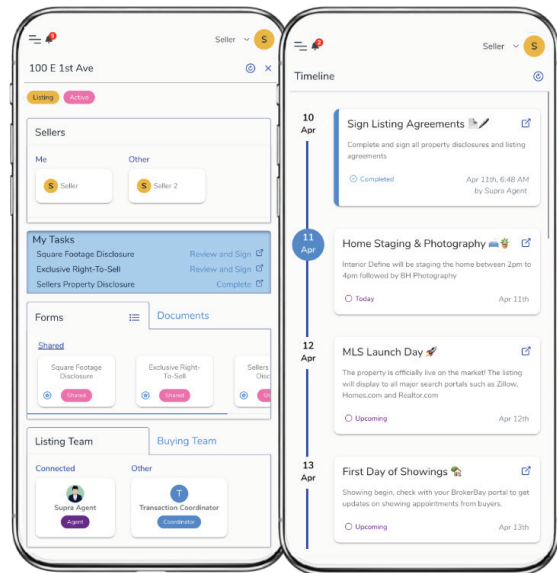 Seller
S
100 E 1st Ave
Listing
Active
Sellers
Me
Other
S Seller
S Seller 2
My Tasks
Square Footage Disclosure Review and Sign
Exclusive Right-To-Sell Review and Sign
Sellers Property Disclosure Complete
Forms
Documents
Shared
Square Footage
Disclosure
Shared
Exclusive Right-
To-Sell
Shared
Sellers
Listing Team
Buying Team
Connected
Other
Supra Agent
Agent
T
Transaction Coordinator
Coordinator
Seller
S
Timeline
10
Apr
Sign Listing Agreements
Complete and sign all property disclosures and listing
agreements
Completed
Apr 11th, 6:48 AM
by Supra Agent
11
Apr
Home Staging & Photography
Interior Define will be staging the home between 2pm to
4pm followed by BH Photography
Today
Apr 11th
12
Apr
MLS Launch Day
The property is officially live on the market! The listing
will display to all major search portals such as Zillow,
Homes.com and Realtor.com
Upcoming
Apr 12th
13
Apr
First Day of Showings
Showing begin, check with your BrokerBay portal to get
updates on showing appointments from buyers.
Upcoming
Apr 13th